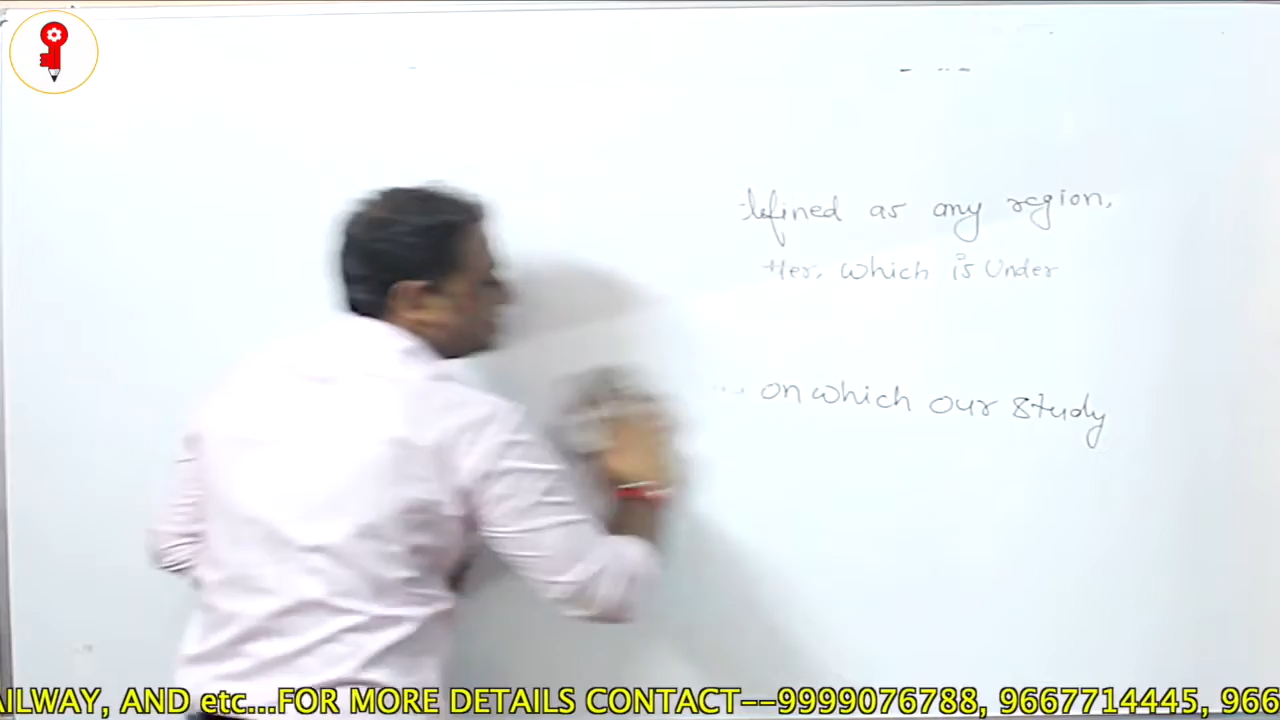 defined as any region,
which is Under
on which our study
AILWAY, AND etc...FOR MORE DETAILS CONTACT--9999076788, 9667714445, 966